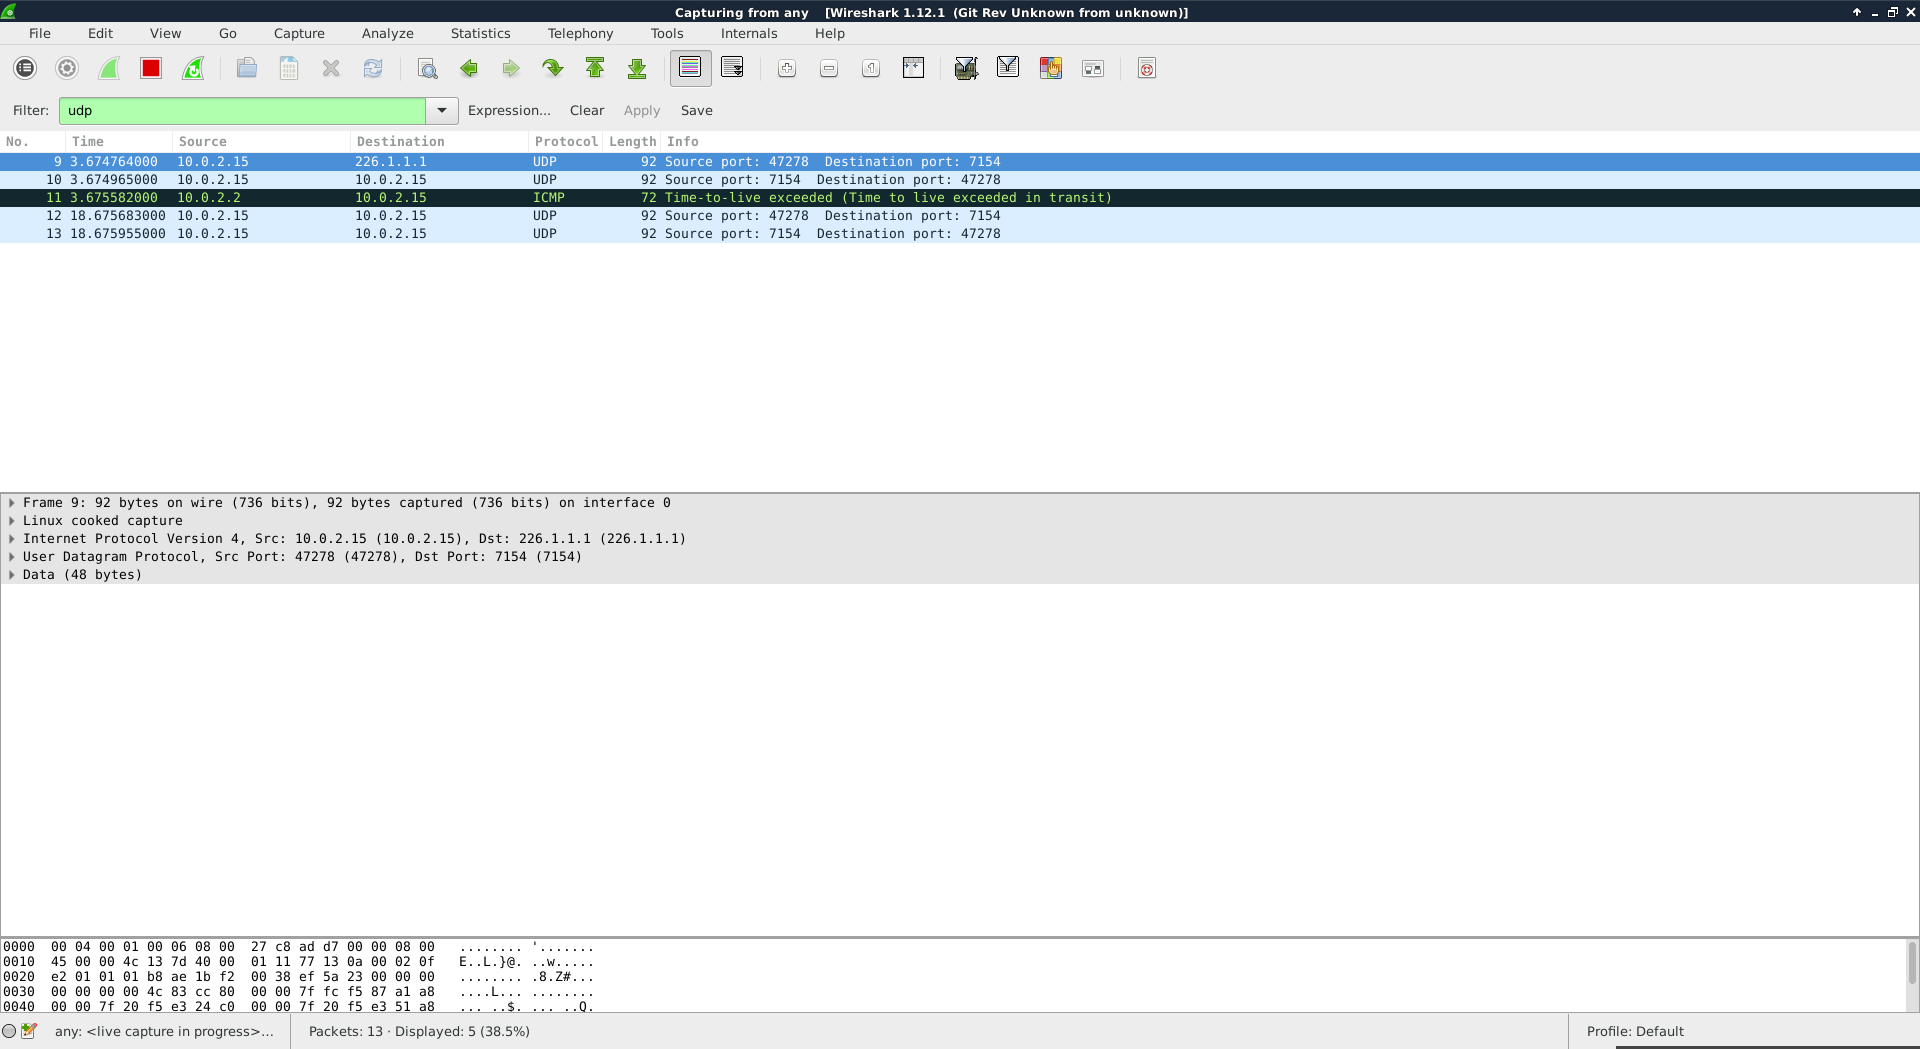 Capturing from any    [Wireshark 1.12.1  (Git Rev Unknown from unknown)]
File Edit View Go Capture Analyze Statistics Telephony Tools Internals Help
Filter: udp Expression... Clear Apply Save
No. Time Source Destination Protocol Length Info
9 3.674764000 10.0.2.15 226.1.1.1 UDP 92 Source port: 47278  Destination port: 7154
10 3.674965000 10.0.2.15 10.0.2.15 UDP 92 Source port: 7154  Destination port: 47278
11 3.675582000 10.0.2.2 10.0.2.15 ICMP 72 Time-to-live exceeded (Time to live exceeded in transit)
12 18.675683000 10.0.2.15 10.0.2.15 UDP 92 Source port: 47278  Destination port: 7154
13 18.675955000 10.0.2.15 10.0.2.15 UDP 92 Source port: 7154  Destination port: 47278
Frame 9: 92 bytes on wire (736 bits), 92 bytes captured (736 bits) on interface 0
Linux cooked capture
Internet Protocol Version 4, Src: 10.0.2.15 (10.0.2.15), Dst: 226.1.1.1 (226.1.1.1)
User Datagram Protocol, Src Port: 47278 (47278), Dst Port: 7154 (7154)
Data (48 bytes)
0000  00 04 00 01 00 06 08 00  27 c8 ad d7 00 00 08 00   ........ '.......
0010  45 00 00 4c 13 7d 40 00  01 11 77 13 0a 00 02 0f   E..L.}@. ..w.....
0020  e2 01 01 01 b8 ae 1b f2  00 38 ef 5a 23 00 00 00   ........ .8.Z#...
0030  00 00 00 00 4c 83 cc 80  00 00 7f fc f5 87 a1 a8   ....L... ........
0040  00 00 7f 20 f5 e3 24 c0  00 00 7f 20 f5 e3 51 a8   ... ..$. ... ..Q.
any: <live capture in progress>... Packets: 13 · Displayed: 5 (38.5%) Profile: Default